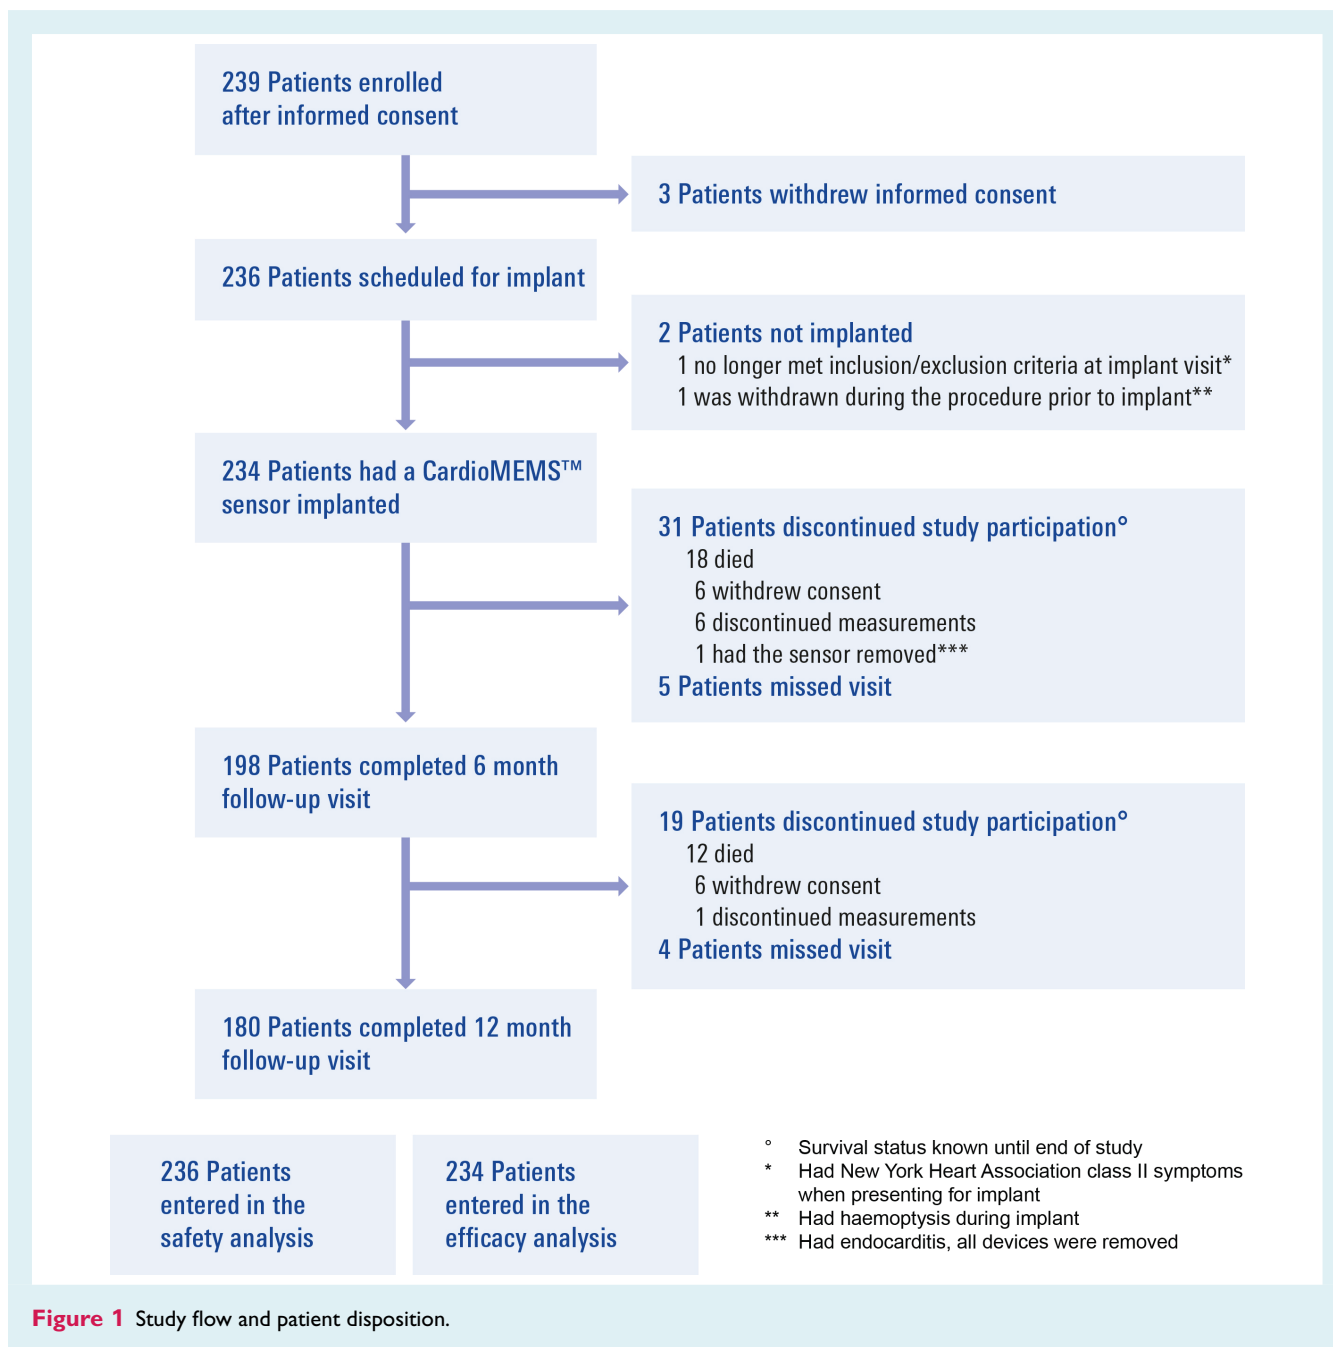 239 Patients enrolled
after informed consent
3 Patients withdrew informed consent
236 Patients scheduled for implant
2 Patients not implanted
1 no longer met inclusion/exclusion criteria at implant visit*
1 was withdrawn during the procedure prior to implant**
234 Patients had a CardioMEMS™
sensor implanted
31 Patients discontinued study participation°
18 died
6 withdrew consent
6 discontinued measurements
1 had the sensor removed***
5 Patients missed visit
198 Patients completed 6 month
follow-up visit
19 Patients discontinued study participation°
12 died
6 withdrew consent
1 discontinued measurements
4 Patients missed visit
180 Patients completed 12 month
follow-up visit
236 Patients
entered in the
safety analysis
234 Patients
entered in the
efficacy analysis
° Survival status known until end of study
* Had New York Heart Association class II symptoms
when presenting for implant
** Had haemoptysis during implant
*** Had endocarditis, all devices were removed
Figure 1 Study flow and patient disposition.